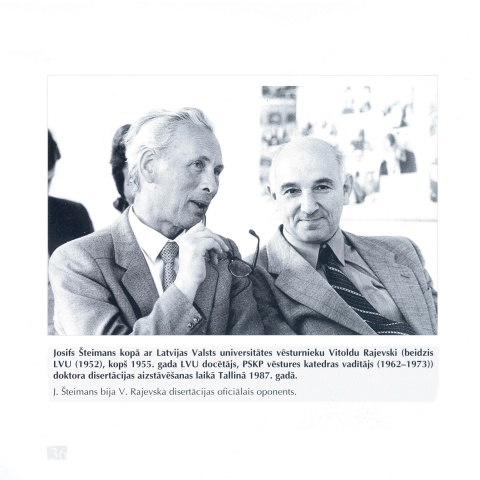 Josifs Šteimans kopā ar Latvijas Valsts universitātes vēsturnieku Vitoldu Rajevski (beidzis
LVU (1952), kopš 1955. gada LVU docētājs, PSKP vēstures katedras vadītājs (1962–1973))
doktora disertācijas aizstāvēšanas laikā Tallinā 1987. gadā.
J. Šteimans bija V. Rajevska disertācijas oficiālais oponents.
36